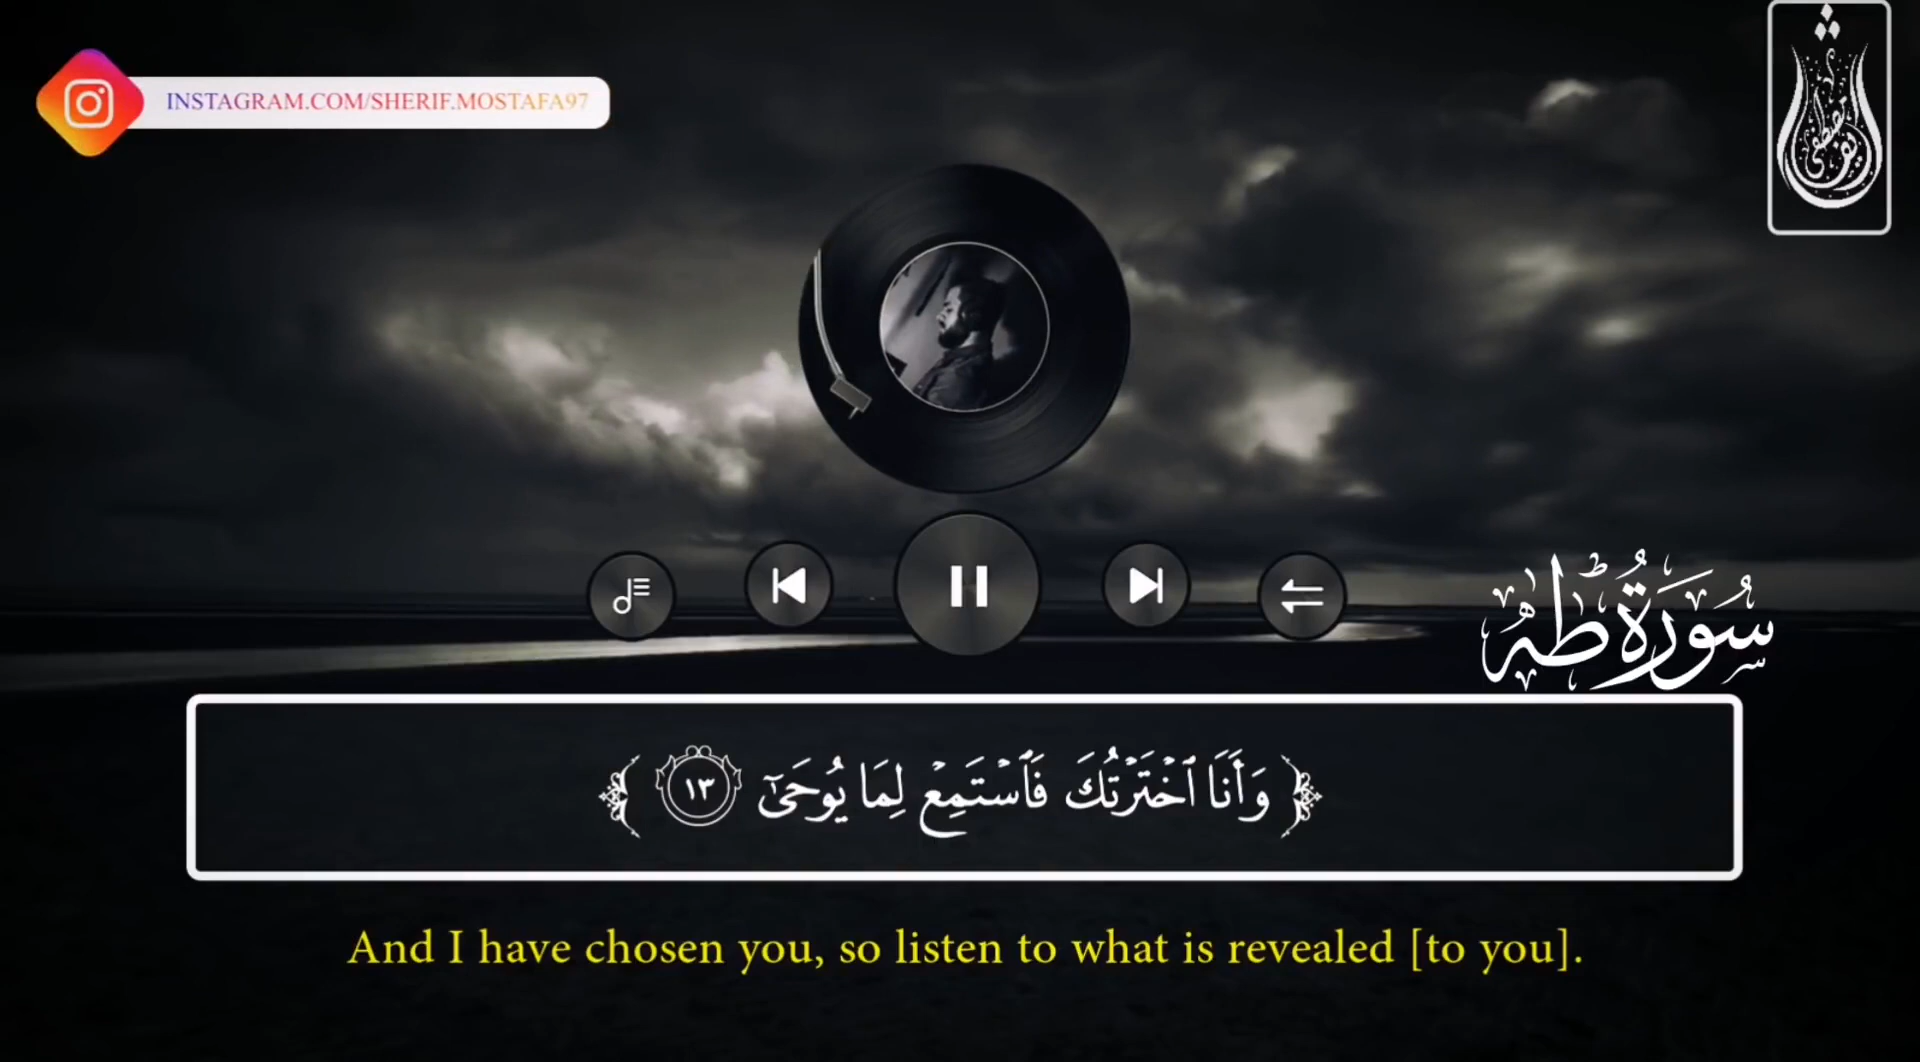 INSTAGRAM.COM/SHERIF.MOSTAFA97
سُورَةُ طه
﴿وَأَنَا ٱخْتَرْتُكَ فَٱسْتَمِعْ لِمَا يُوحَىٰٓ ١٣﴾
And I have chosen you, so listen to what is revealed [to you].